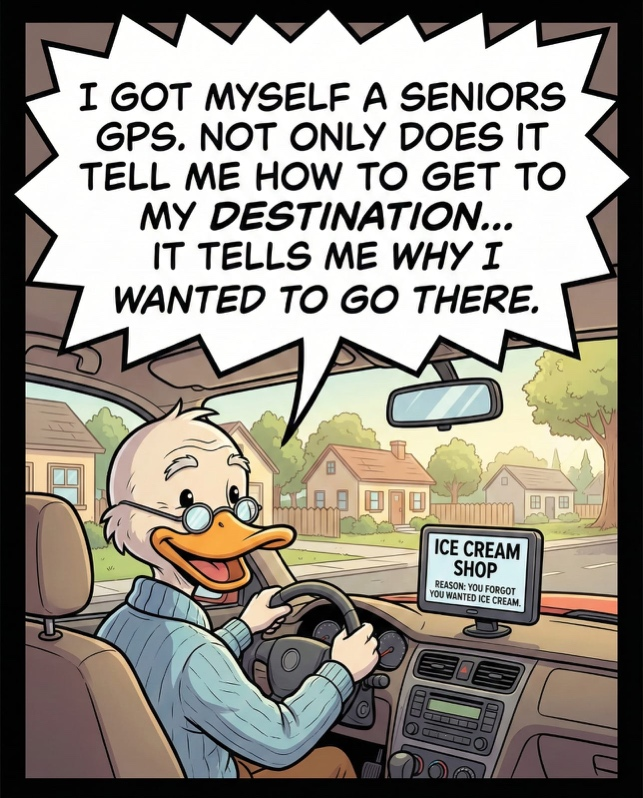 I GOT MYSELF A SENIORS
GPS. NOT ONLY DOES IT
TELL ME HOW TO GET TO
MY DESTINATION...
IT TELLS ME WHY I
WANTED TO GO THERE.
ICE CREAM
SHOP
REASON: YOU FORGOT
YOU WANTED ICE CREAM.